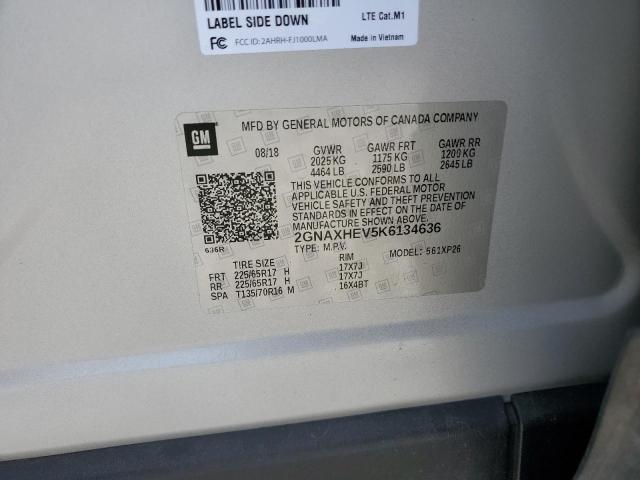 LABEL SIDE DOWN LTE Cat.M1
FC FCC ID:2AHRH-FJ1000LMA Made in Vietnam
GM MFD BY GENERAL MOTORS OF CANADA COMPANY
08/18 GVWR GAWR FRT GAWR RR
2025 KG 1175 KG 1200 KG
4464 LB 2590 LB 2645 LB
THIS VEHICLE CONFORMS TO ALL
APPLICABLE U.S. FEDERAL MOTOR
VEHICLE SAFETY AND THEFT PREVENTION
STANDARDS IN EFFECT ON THE DATE OF
MANUFACTURE SHOWN ABOVE.
2GNAXHEV5K6134636
636R TYPE: M.P.V. MODEL: 561XP26
TIRE SIZE RIM
FRT 225/65R17 H 17X7J
RR 225/65R17 H 17X7J
SPA T135/70R16 M 16X4BT